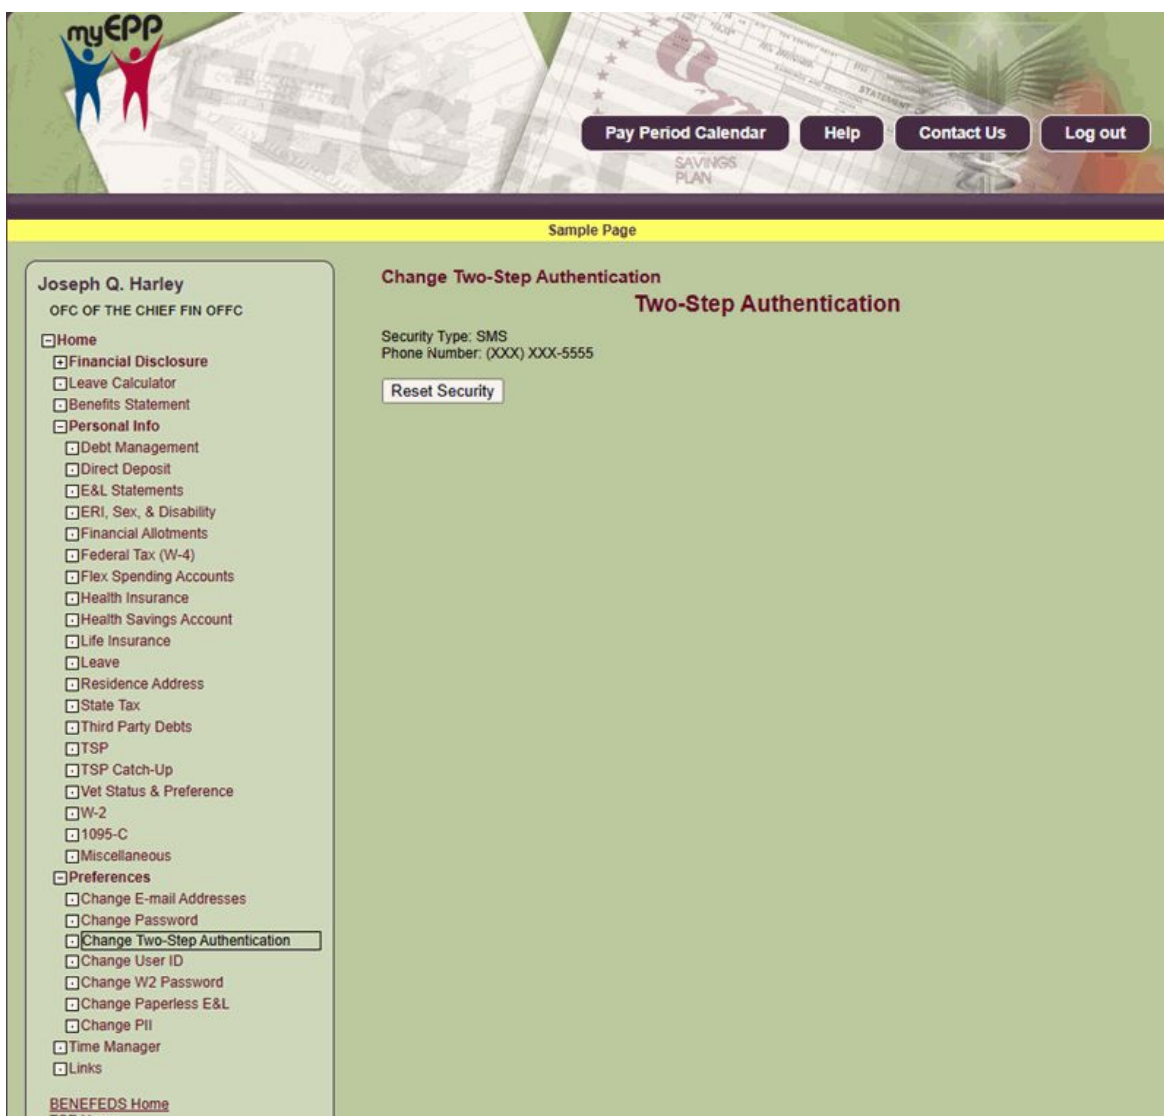 myEPP
Pay Period Calendar
Help
Contact Us
Log out
STATEMENT OF
SAVINGS
PLAN
Sample Page
Joseph Q. Harley
OFC OF THE CHIEF FIN OFFC
Home
Financial Disclosure
Leave Calculator
Benefits Statement
Personal Info
Debt Management
Direct Deposit
E&L Statements
ERI, Sex, & Disability
Financial Allotments
Federal Tax (W-4)
Flex Spending Accounts
Health Insurance
Health Savings Account
Life Insurance
Leave
Residence Address
State Tax
Third Party Debts
TSP
TSP Catch-Up
Vet Status & Preference
W-2
1095-C
Miscellaneous
Preferences
Change E-mail Addresses
Change Password
Change Two-Step Authentication
Change User ID
Change W2 Password
Change Paperless E&L
Change PII
Time Manager
Links
BENEFEDS Home
Change Two-Step Authentication
Two-Step Authentication
Security Type: SMS
Phone Number: (XXX) XXX-5555
Reset Security